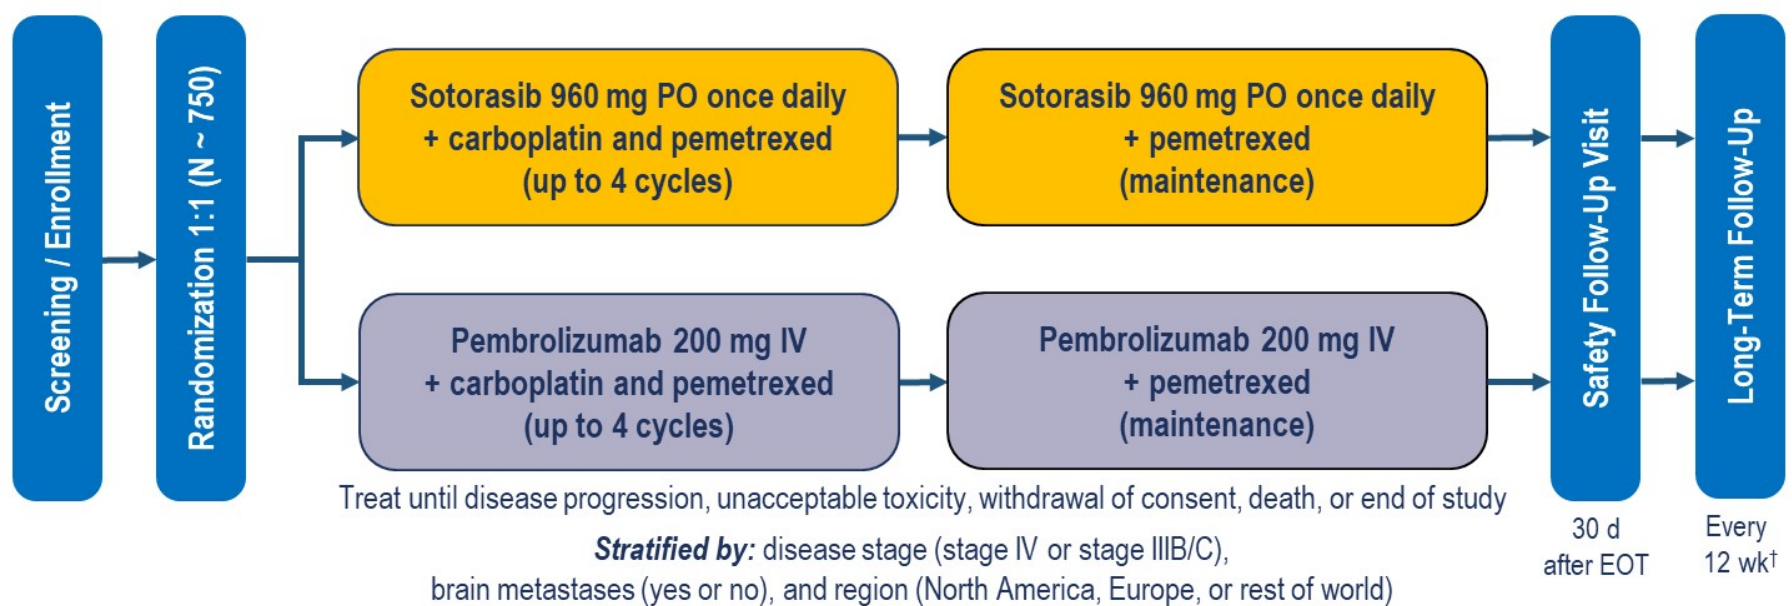 Screening / Enrollment
Randomization 1:1 (N ~ 750)
Sotorasib 960 mg PO once daily
+ carboplatin and pemetrexed
(up to 4 cycles)
Sotorasib 960 mg PO once daily
+ pemetrexed
(maintenance)
Pembrolizumab 200 mg IV
+ carboplatin and pemetrexed
(up to 4 cycles)
Pembrolizumab 200 mg IV
+ pemetrexed
(maintenance)
Safety Follow-Up Visit
Long-Term Follow-Up
Treat until disease progression, unacceptable toxicity, withdrawal of consent, death, or end of study
Stratified by: disease stage (stage IV or stage IIIB/C),
brain metastases (yes or no), and region (North America, Europe, or rest of world)
30 d
after EOT
Every
12 wk†